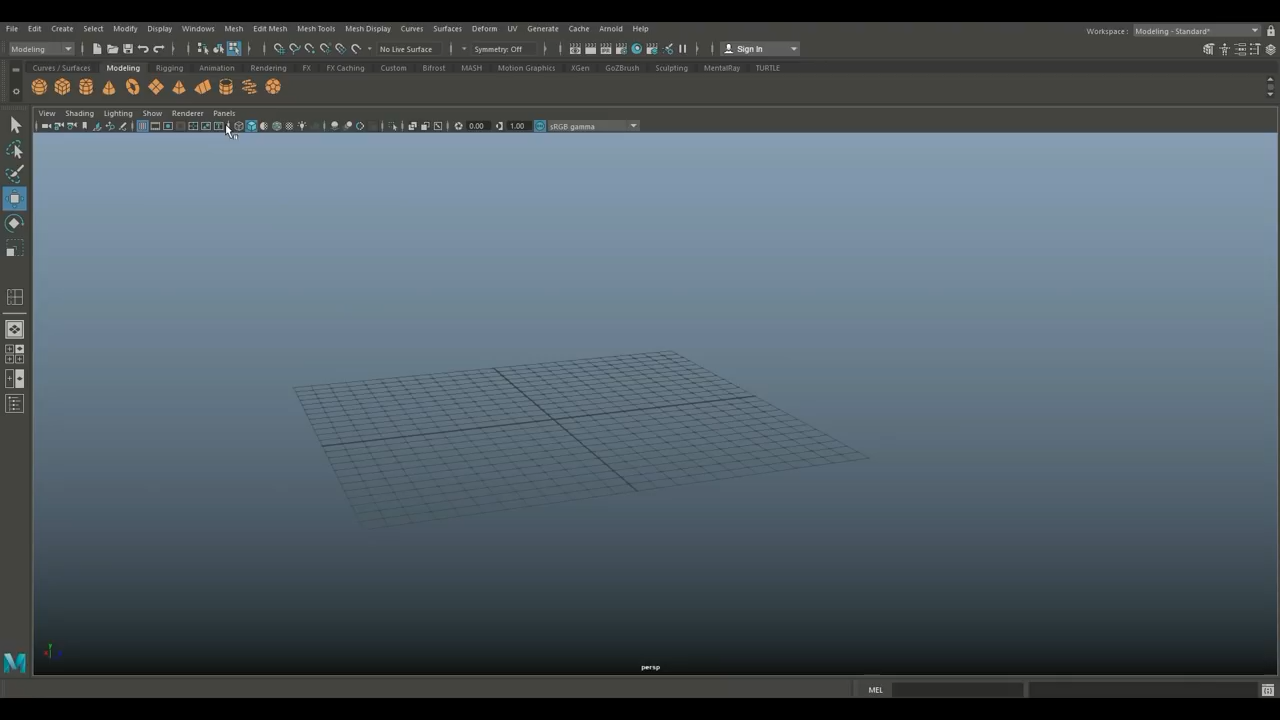 File Edit Create Select Modify Display Windows Mesh Edit Mesh Mesh Tools Mesh Display Curves Surfaces Deform UV Generate Cache Arnold Help Workspace : Modeling - Standard*
Modeling No Live Surface Symmetry: Off Sign In
Curves / Surfaces Modeling Rigging Animation Rendering FX FX Caching Custom Bifrost MASH Motion Graphics XGen GoZBrush Sculpting MentalRay TURTLE
View Shading Lighting Show Renderer Panels
0.00 1.00 sRGB gamma
persp
MEL